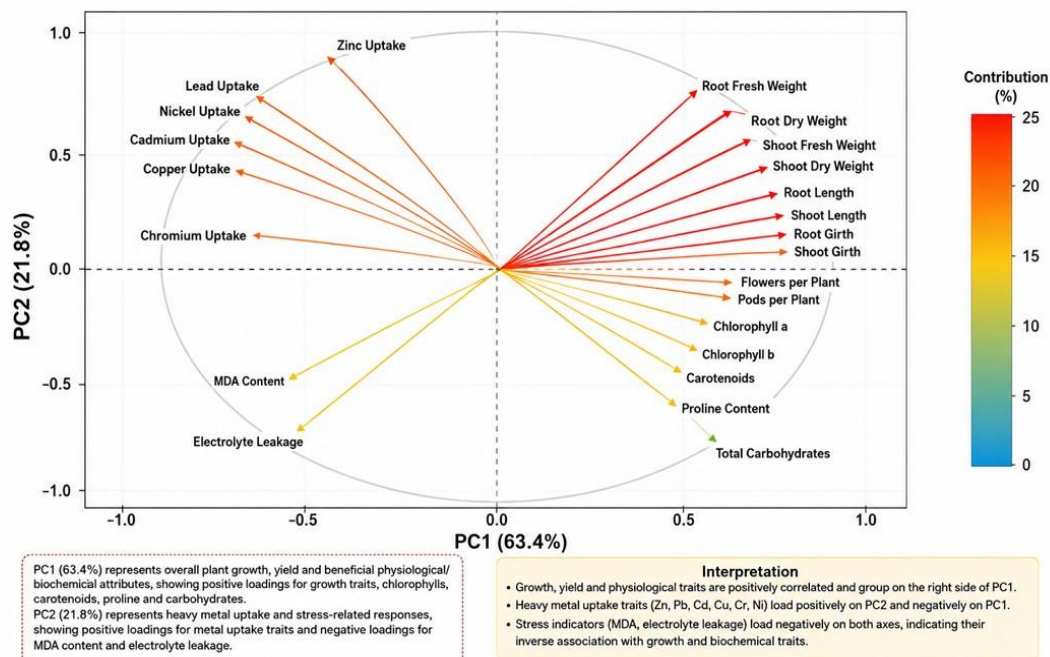 1.0
0.5
0.0
−0.5
−1.0
PC2 (21.8%)
Zinc Uptake
Lead Uptake
Nickel Uptake
Cadmium Uptake
Copper Uptake
Chromium Uptake
MDA Content
Electrolyte Leakage
Root Fresh Weight
Root Dry Weight
Shoot Fresh Weight
Shoot Dry Weight
Root Length
Shoot Length
Root Girth
Shoot Girth
Flowers per Plant
Pods per Plant
Chlorophyll a
Chlorophyll b
Carotenoids
Proline Content
Total Carbohydrates
−1.0
−0.5
0.0
0.5
1.0
PC1 (63.4%)
Contribution
(%)
25
20
15
10
5
0
PC1 (63.4%) represents overall plant growth, yield and beneficial physiological/
biochemical attributes, showing positive loadings for growth traits, chlorophylls,
carotenoids, proline and carbohydrates.
PC2 (21.8%) represents heavy metal uptake and stress-related responses,
showing positive loadings for metal uptake traits and negative loadings for
MDA content and electrolyte leakage.
Interpretation
• Growth, yield and physiological traits are positively correlated and group on the right side of PC1.
• Heavy metal uptake traits (Zn, Pb, Cd, Cu, Cr, Ni) load positively on PC2 and negatively on PC1.
• Stress indicators (MDA, electrolyte leakage) load negatively on both axes, indicating their
inverse association with growth and biochemical traits.